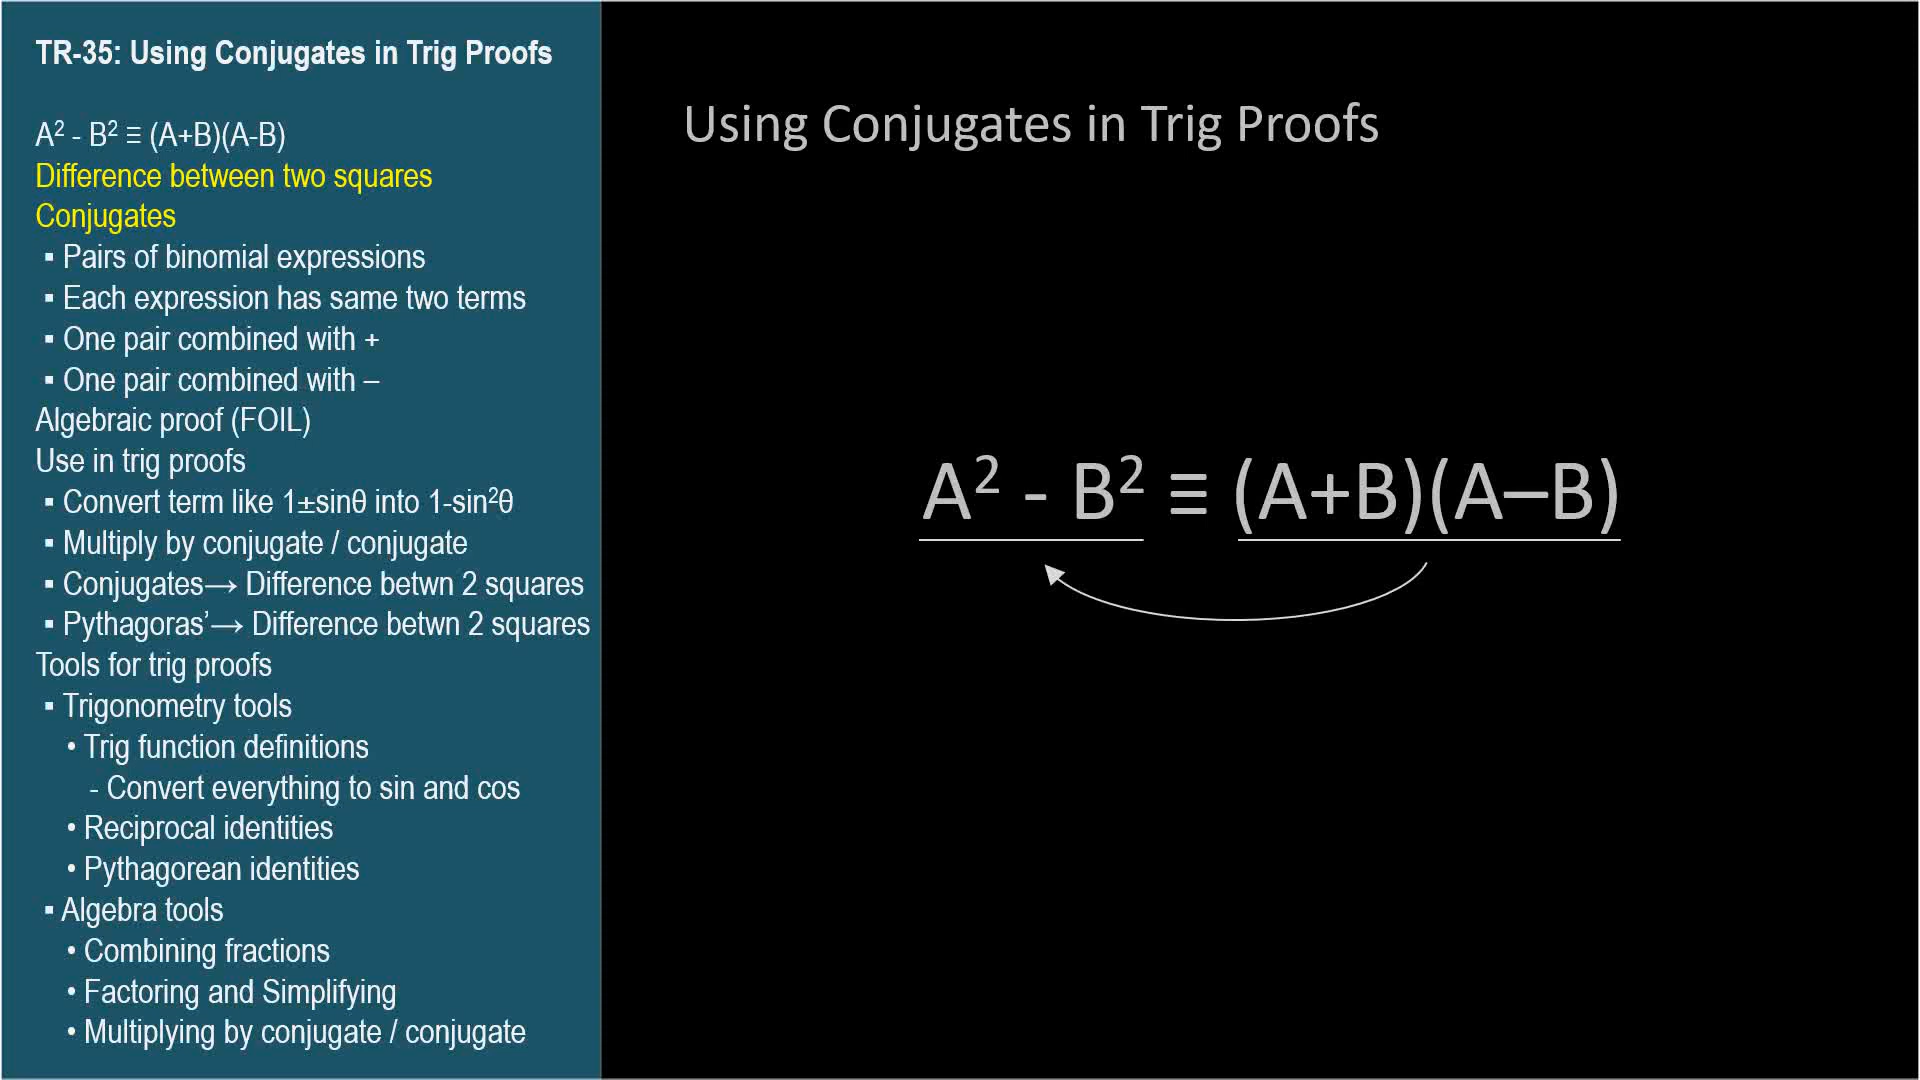 TR-35: Using Conjugates in Trig Proofs
A² - B² ≡ (A+B)(A-B)
Difference between two squares
Conjugates
▪ Pairs of binomial expressions
▪ Each expression has same two terms
▪ One pair combined with +
▪ One pair combined with –
Algebraic proof (FOIL)
Use in trig proofs
▪ Convert term like 1±sinθ into 1-sin²θ
▪ Multiply by conjugate / conjugate
▪ Conjugates→ Difference betwn 2 squares
▪ Pythagoras’→ Difference betwn 2 squares
Tools for trig proofs
▪ Trigonometry tools
• Trig function definitions
- Convert everything to sin and cos
• Reciprocal identities
• Pythagorean identities
▪ Algebra tools
• Combining fractions
• Factoring and Simplifying
• Multiplying by conjugate / conjugate
Using Conjugates in Trig Proofs
A² - B² ≡ (A+B)(A–B)